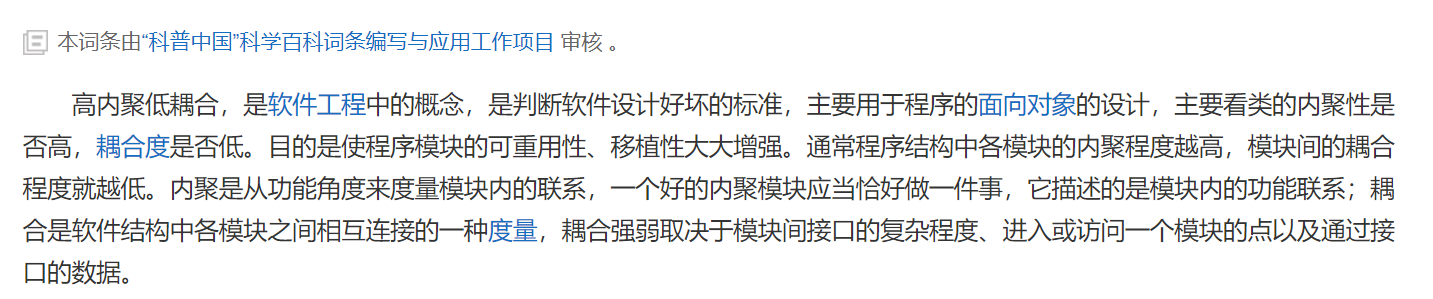 本词条由“科普中国”科学百科词条编写与应用工作项目 审核 。
高内聚低耦合，是软件工程中的概念，是判断软件设计好坏的标准，主要用于程序的面向对象的设计，主要看类的内聚性是
否高，耦合度是否低。目的是使程序模块的可重用性、移植性大大增强。通常程序结构中各模块的内聚程度越高，模块间的耦合
程度就越低。内聚是从功能角度来度量模块内的联系，一个好的内聚模块应当恰好做一件事，它描述的是模块内的功能联系；耦
合是软件结构中各模块之间相互连接的一种度量，耦合强弱取决于模块间接口的复杂程度、进入或访问一个模块的点以及通过接
口的数据。